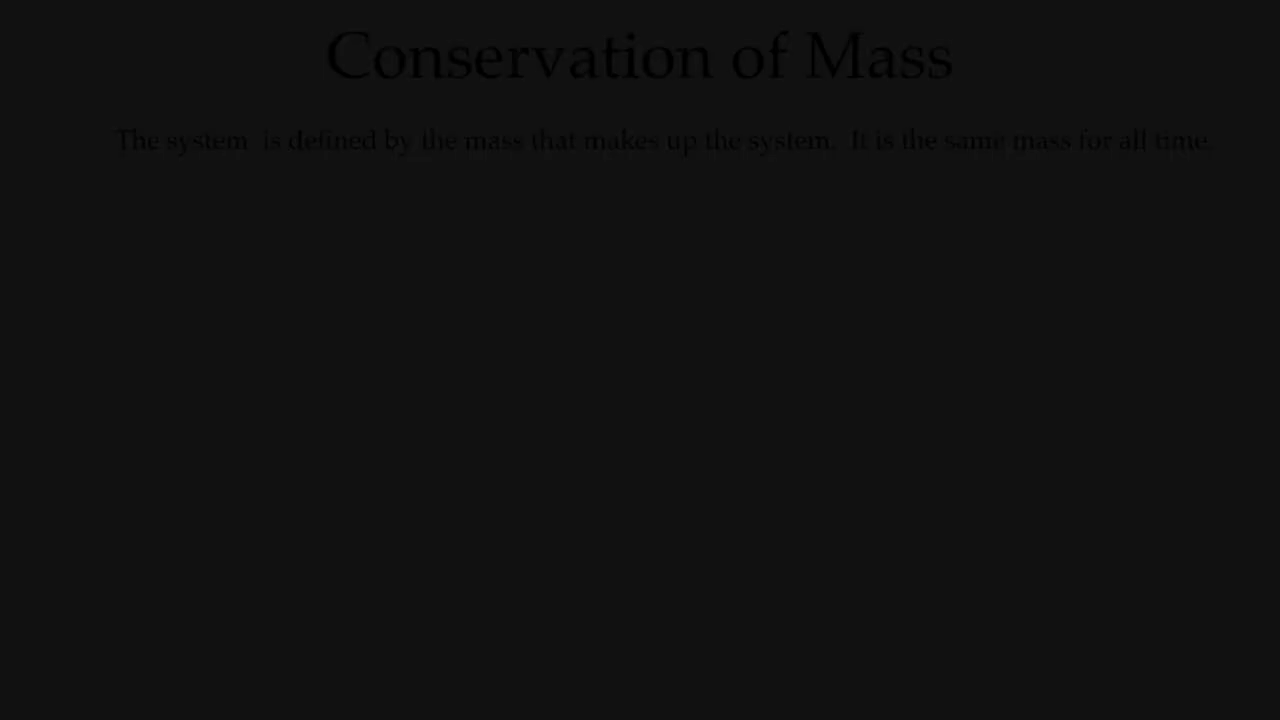 Conservation of Mass
The system is defined by the mass that makes up the system. It is the same mass for all time.